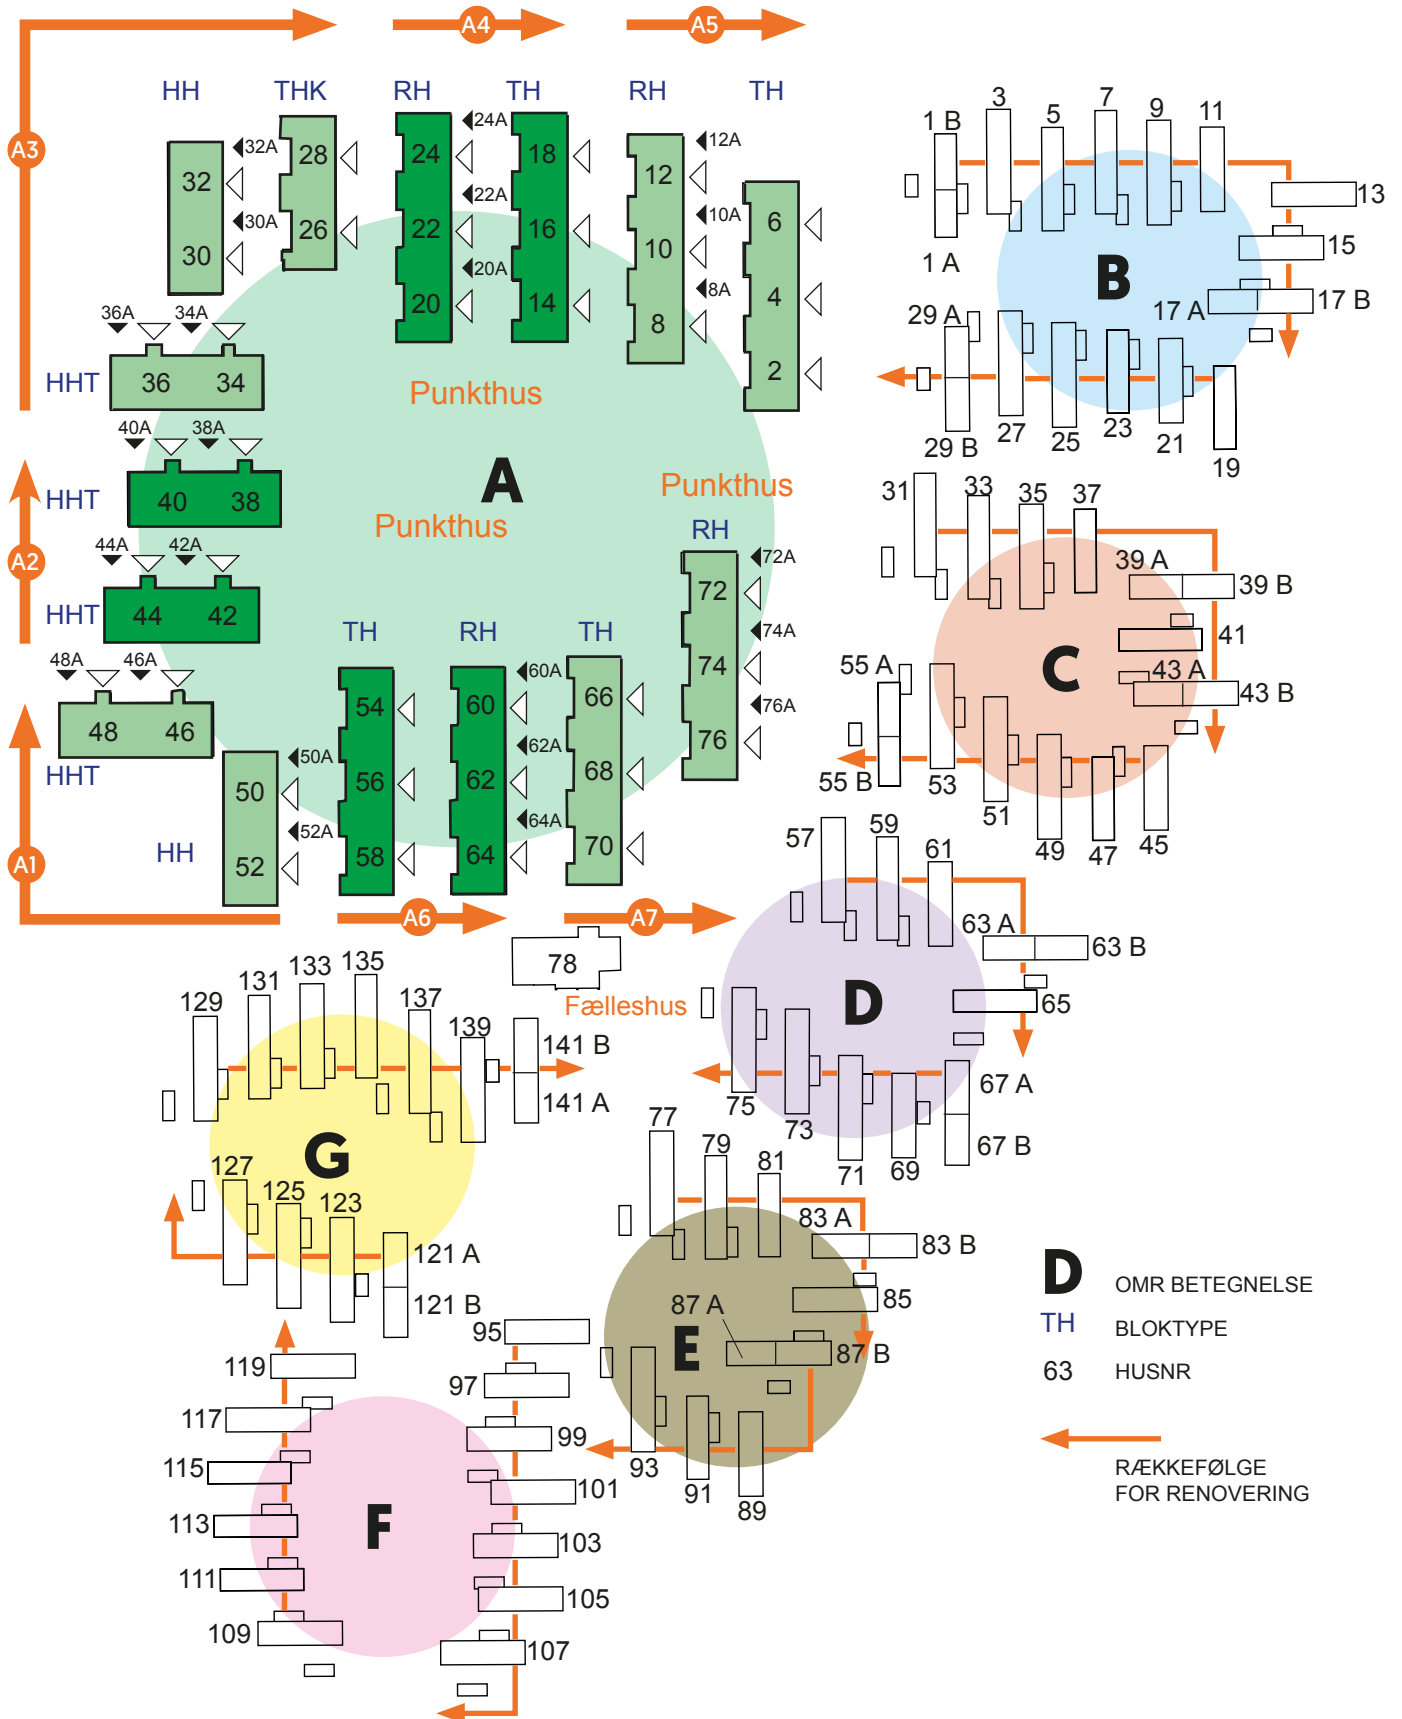 A4
A5
A3
HH
THK
RH
TH
RH
TH
32A
32
30A
30
28
26
24A
24
22A
22
20A
20
18
16
14
12A
12
10A
10
8A
8
6
4
2
36A
34A
HHT
36
34
40A
38A
HHT
40
38
A2
44A
42A
HHT
44
42
48A
46A
48
46
HHT
Punkthus
A
Punkthus
Punkthus
RH
72A
72
74A
74
76A
76
TH
RH
TH
54
56
58
60A
60
62A
62
64A
64
66
68
70
50A
50
52A
52
HH
A1
A6
A7
78
Fælleshus
1 B
3
5
7
9
11
13
15
17 A
17 B
1 A
B
29 A
29 B
27
25
23
21
19
31
33
35
37
39 A
39 B
41
43 A
43 B
C
55 A
55 B
53
51
49
47
45
57
59
61
63 A
63 B
65
D
67 A
67 B
75
73
71
69
129
131
133
135
137
139
141 B
141 A
G
127
125
123
121 A
121 B
77
79
81
83 A
83 B
85
87 A
87 B
E
93
91
89
95
97
99
101
103
105
107
119
117
115
113
111
109
F
D OMR BETEGNELSE
TH BLOKTYPE
63 HUSNR
RÆKKEFØLGE
FOR RENOVERING